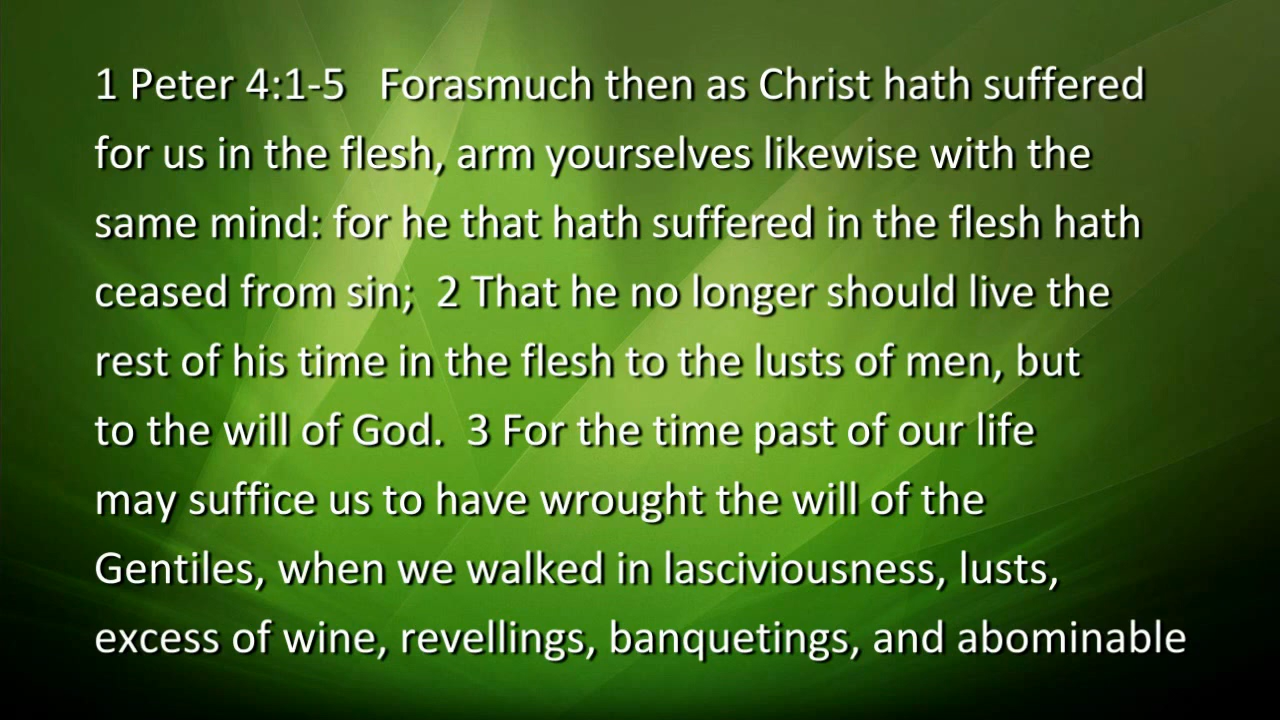 1 Peter 4:1-5   Forasmuch then as Christ hath suffered
for us in the flesh, arm yourselves likewise with the
same mind: for he that hath suffered in the flesh hath
ceased from sin;  2 That he no longer should live the
rest of his time in the flesh to the lusts of men, but
to the will of God.  3 For the time past of our life
may suffice us to have wrought the will of the
Gentiles, when we walked in lasciviousness, lusts,
excess of wine, revellings, banquetings, and abominable